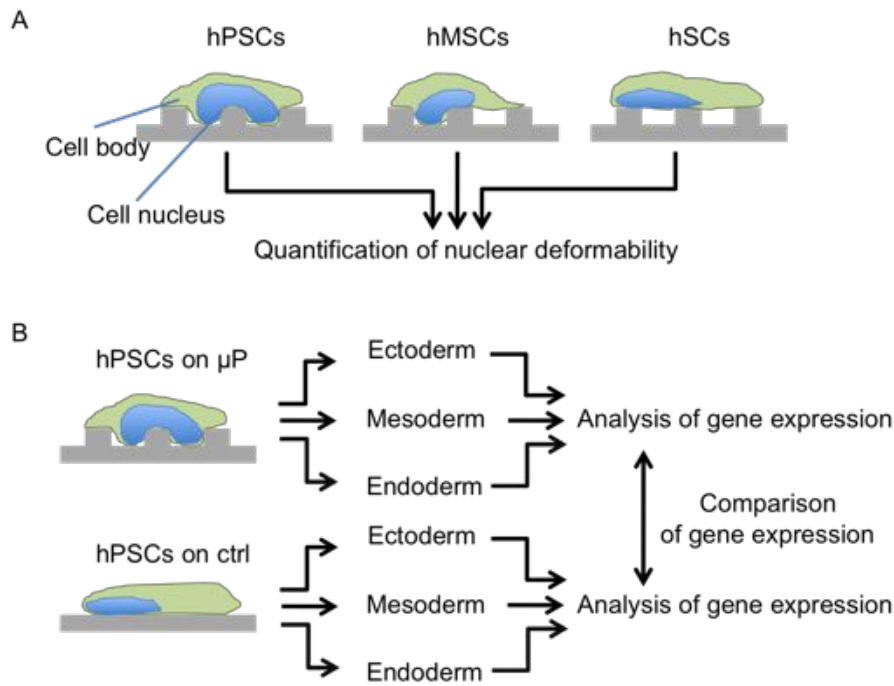 A
hPSCs
hMSCs
hSCs
Cell body
Cell nucleus
Quantification of nuclear deformability
B
hPSCs on µP
Ectoderm
Mesoderm
Endoderm
Analysis of gene expression
Comparison
of gene expression
hPSCs on ctrl
Ectoderm
Mesoderm
Endoderm
Analysis of gene expression